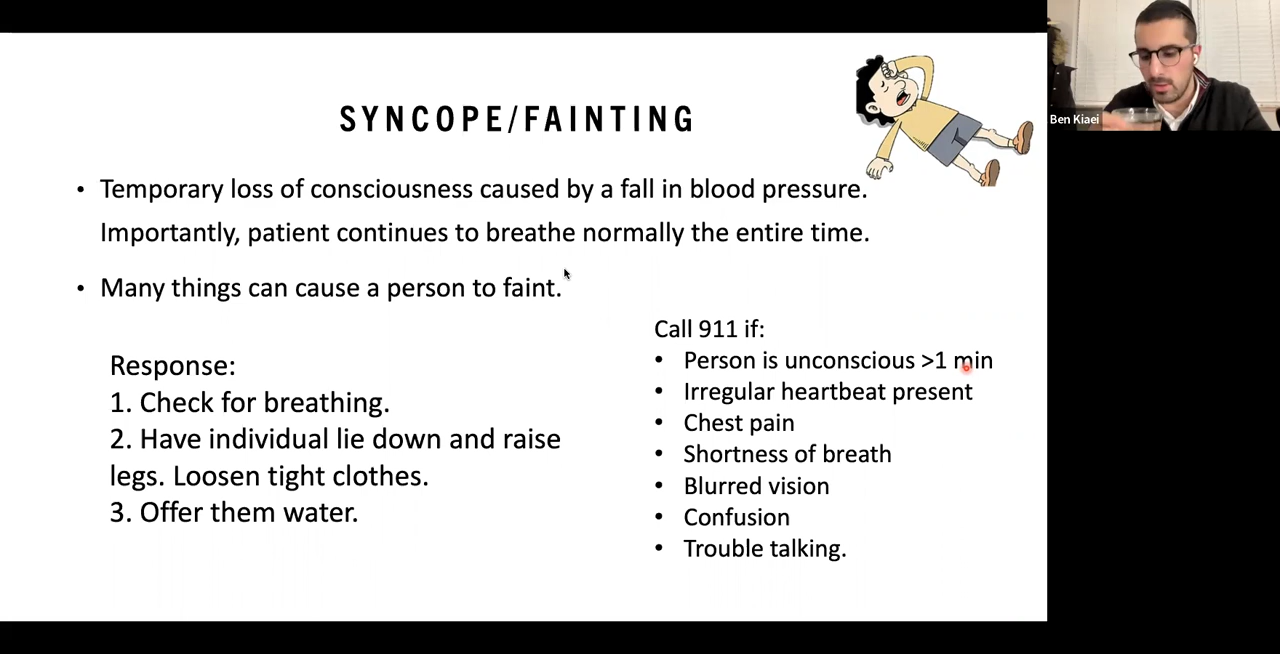 SYNCOPE/FAINTING
• Temporary loss of consciousness caused by a fall in blood pressure.
Importantly, patient continues to breathe normally the entire time.
• Many things can cause a person to faint.
Response:
1. Check for breathing.
2. Have individual lie down and raise
legs. Loosen tight clothes.
3. Offer them water.
Call 911 if:
• Person is unconscious >1 min
• Irregular heartbeat present
• Chest pain
• Shortness of breath
• Blurred vision
• Confusion
• Trouble talking.
Ben Kiaei